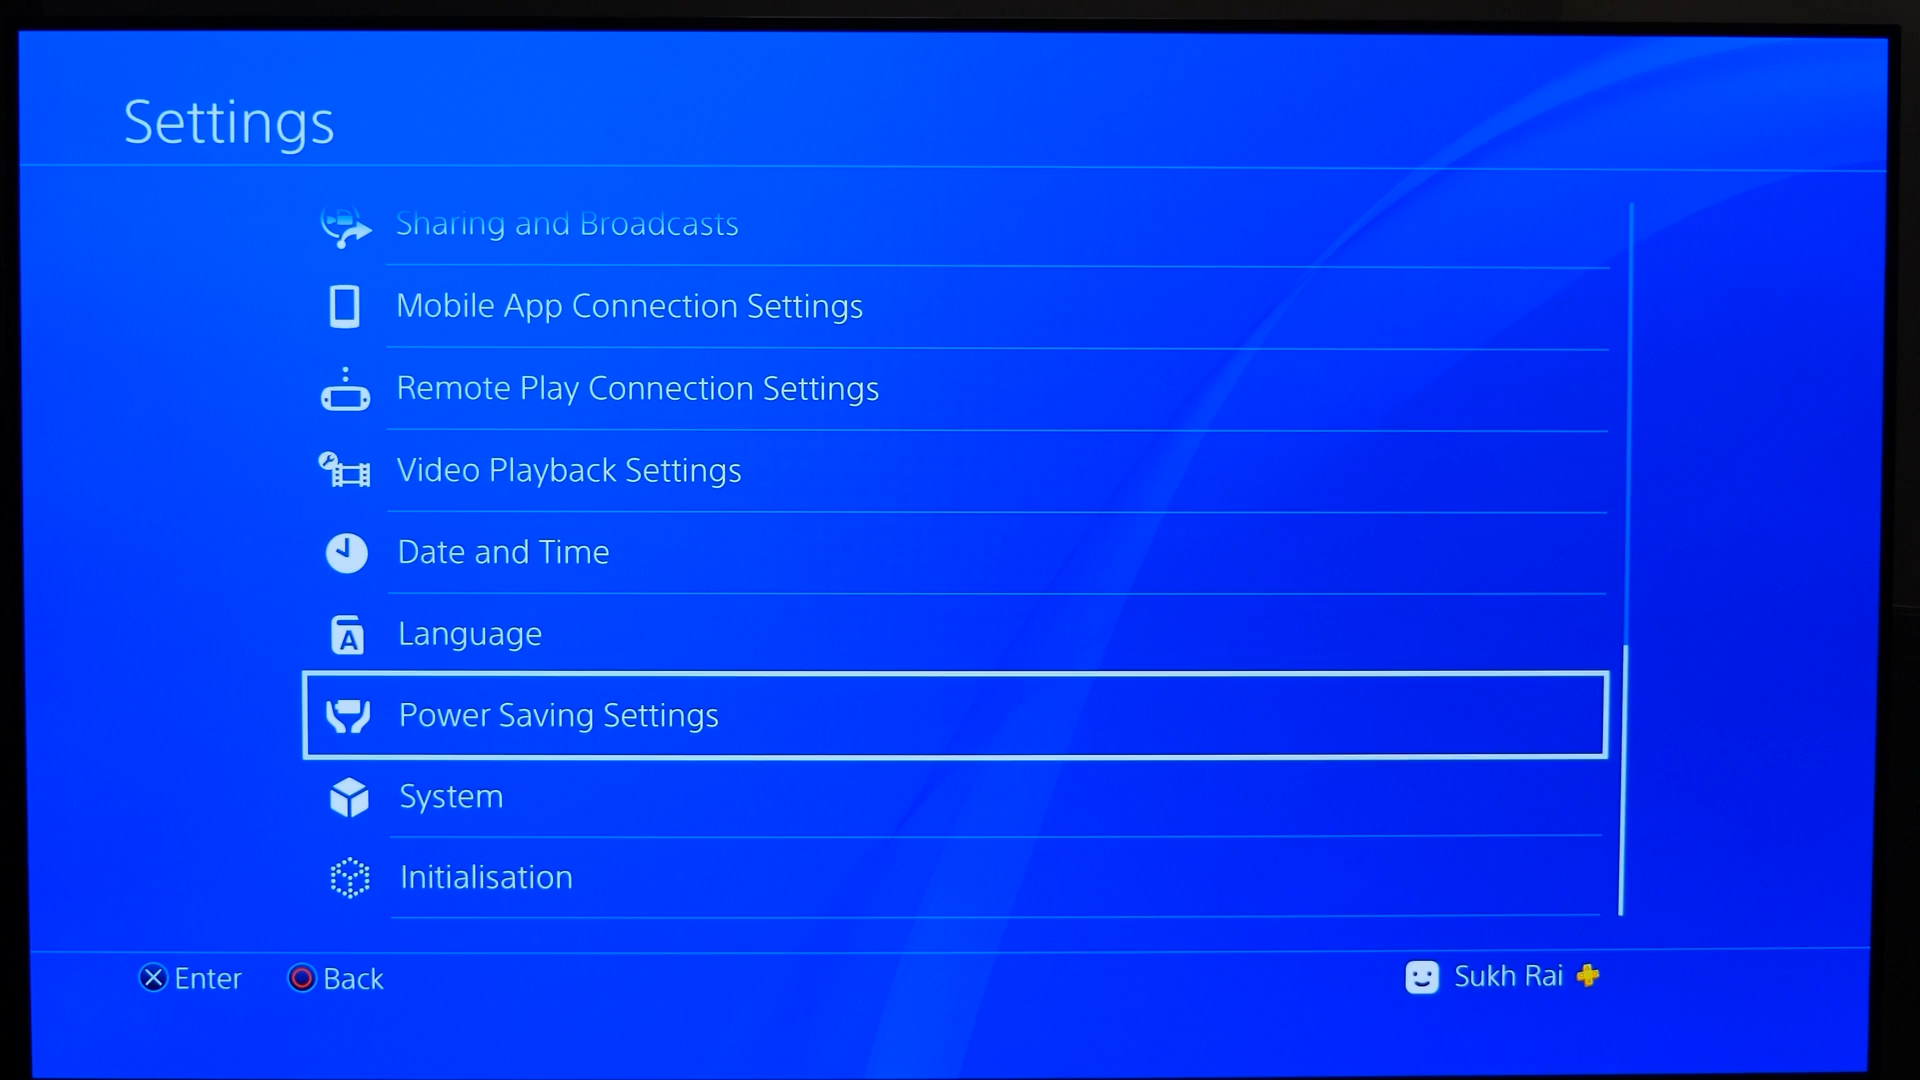 Settings
Sharing and Broadcasts
Mobile App Connection Settings
Remote Play Connection Settings
Video Playback Settings
Date and Time
A Language
Power Saving Settings
System
Initialisation
Enter Back Sukh Rai